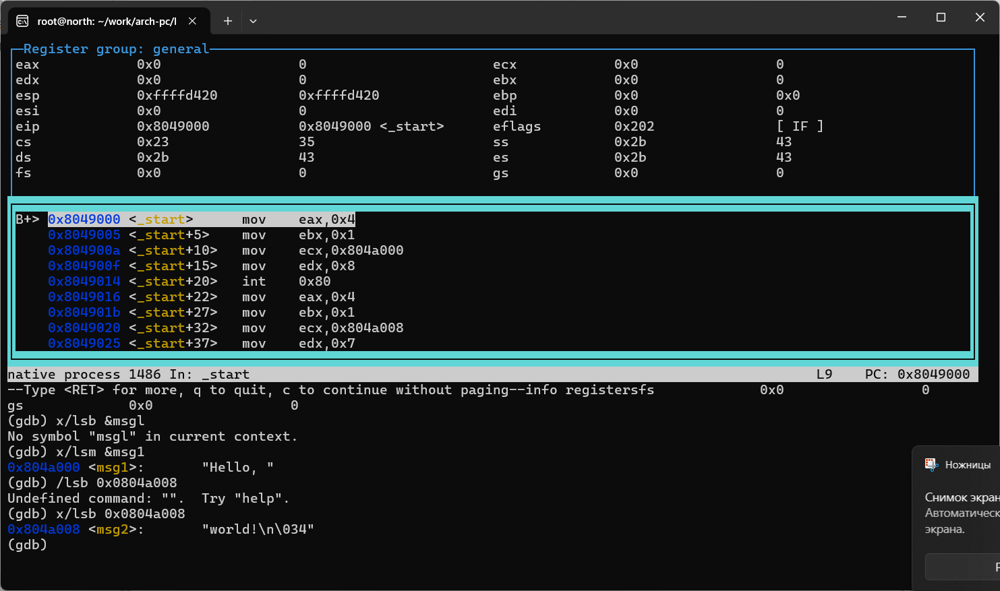 root@north: ~/work/arch-pc/l
Register group: general
eax 0x0 0 ecx 0x0 0
edx 0x0 0 ebx 0x0 0
esp 0xffffd420 0xffffd420 ebp 0x0 0x0
esi 0x0 0 edi 0x0 0
eip 0x8049000 0x8049000 <_start> eflags 0x202 [ IF ]
cs 0x23 35 ss 0x2b 43
ds 0x2b 43 es 0x2b 43
fs 0x0 0 gs 0x0 0
B+> 0x8049000 <_start> mov eax,0x4
0x8049005 <_start+5> mov ebx,0x1
0x804900a <_start+10> mov ecx,0x804a000
0x804900f <_start+15> mov edx,0x8
0x8049014 <_start+20> int 0x80
0x8049016 <_start+22> mov eax,0x4
0x804901b <_start+27> mov ebx,0x1
0x8049020 <_start+32> mov ecx,0x804a008
0x8049025 <_start+37> mov edx,0x7
native process 1486 In: _start L9 PC: 0x8049000
--Type <RET> for more, q to quit, c to continue without paging--info registersfs 0x0 0
gs 0x0 0
(gdb) x/lsb &msgl
No symbol "msgl" in current context.
(gdb) x/lsm &msg1
0x804a000 <msg1>: "Hello, "
(gdb) /lsb 0x0804a008
Undefined command: "". Try "help".
(gdb) x/lsb 0x0804a008
0x804a008 <msg2>: "world!\n\034"
(gdb)
Ножницы
Снимок экран
Автоматическ
экрана.
Р